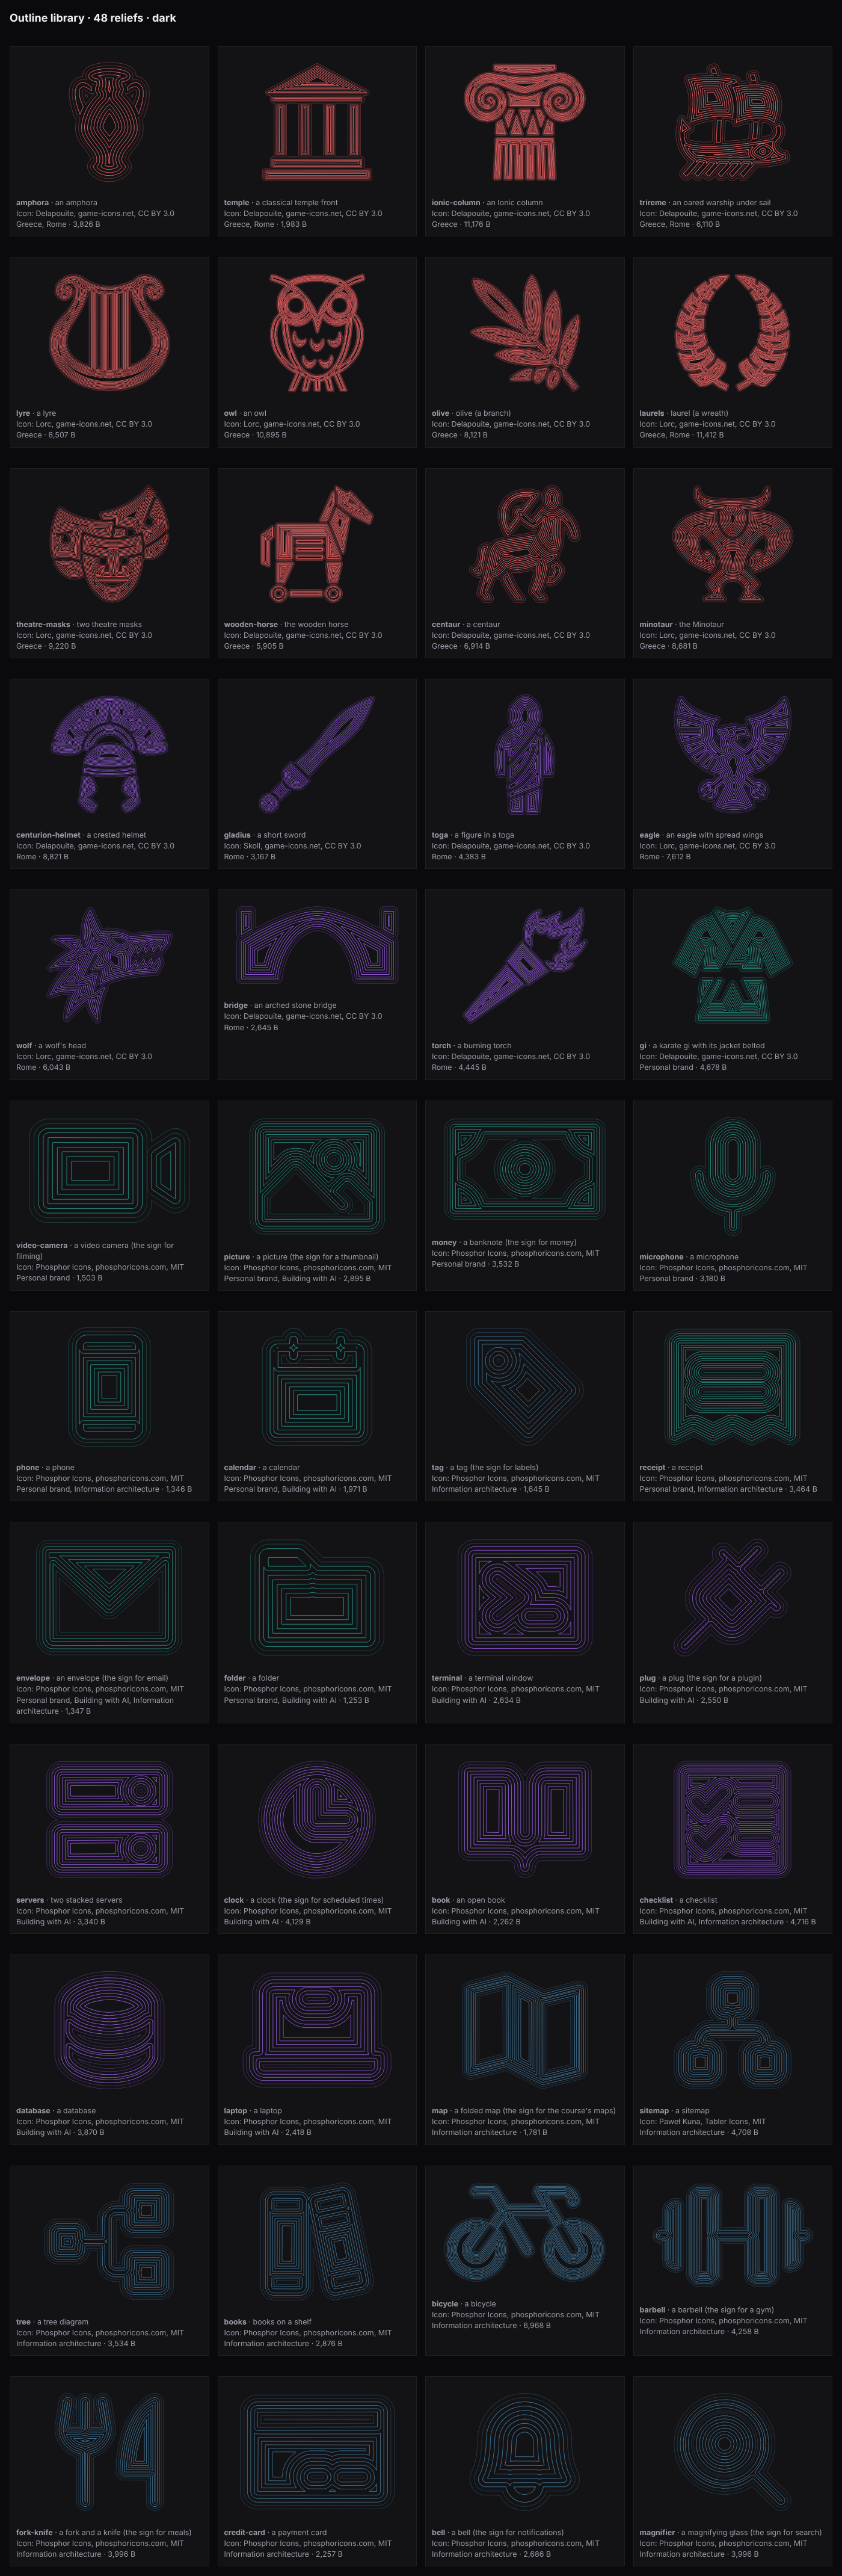 Outline library · 48 reliefs · dark
amphora · an amphora
Icon: Delapouite, game-icons.net, CC BY 3.0
Greece, Rome · 3,826 B
temple · a classical temple front
Icon: Delapouite, game-icons.net, CC BY 3.0
Greece, Rome · 1,983 B
ionic-column · an Ionic column
Icon: Delapouite, game-icons.net, CC BY 3.0
Greece · 11,176 B
trireme · an oared warship under sail
Icon: Delapouite, game-icons.net, CC BY 3.0
Greece, Rome · 6,110 B
lyre · a lyre
Icon: Lorc, game-icons.net, CC BY 3.0
Greece · 8,507 B
owl · an owl
Icon: Lorc, game-icons.net, CC BY 3.0
Greece · 10,895 B
olive · olive (a branch)
Icon: Delapouite, game-icons.net, CC BY 3.0
Greece · 8,121 B
laurels · laurel (a wreath)
Icon: Lorc, game-icons.net, CC BY 3.0
Greece, Rome · 11,412 B
theatre-masks · two theatre masks
Icon: Lorc, game-icons.net, CC BY 3.0
Greece · 9,220 B
wooden-horse · the wooden horse
Icon: Delapouite, game-icons.net, CC BY 3.0
Greece · 5,905 B
centaur · a centaur
Icon: Delapouite, game-icons.net, CC BY 3.0
Greece · 6,914 B
minotaur · the Minotaur
Icon: Lorc, game-icons.net, CC BY 3.0
Greece · 8,681 B
centurion-helmet · a crested helmet
Icon: Delapouite, game-icons.net, CC BY 3.0
Rome · 8,821 B
gladius · a short sword
Icon: Skoll, game-icons.net, CC BY 3.0
Rome · 3,167 B
toga · a figure in a toga
Icon: Delapouite, game-icons.net, CC BY 3.0
Rome · 4,383 B
eagle · an eagle with spread wings
Icon: Lorc, game-icons.net, CC BY 3.0
Rome · 7,612 B
wolf · a wolf's head
Icon: Lorc, game-icons.net, CC BY 3.0
Rome · 6,043 B
bridge · an arched stone bridge
Icon: Delapouite, game-icons.net, CC BY 3.0
Rome · 2,645 B
torch · a burning torch
Icon: Delapouite, game-icons.net, CC BY 3.0
Rome · 4,445 B
gi · a karate gi with its jacket belted
Icon: Delapouite, game-icons.net, CC BY 3.0
Personal brand · 4,678 B
video-camera · a video camera (the sign for
filming)
Icon: Phosphor Icons, phosphoricons.com, MIT
Personal brand · 1,503 B
picture · a picture (the sign for a thumbnail)
Icon: Phosphor Icons, phosphoricons.com, MIT
Personal brand, Building with AI · 2,895 B
money · a banknote (the sign for money)
Icon: Phosphor Icons, phosphoricons.com, MIT
Personal brand · 3,532 B
microphone · a microphone
Icon: Phosphor Icons, phosphoricons.com, MIT
Personal brand · 3,180 B
phone · a phone
Icon: Phosphor Icons, phosphoricons.com, MIT
Personal brand, Information architecture · 1,346 B
calendar · a calendar
Icon: Phosphor Icons, phosphoricons.com, MIT
Personal brand, Building with AI · 1,971 B
tag · a tag (the sign for labels)
Icon: Phosphor Icons, phosphoricons.com, MIT
Information architecture · 1,645 B
receipt · a receipt
Icon: Phosphor Icons, phosphoricons.com, MIT
Personal brand, Information architecture · 3,464 B
envelope · an envelope (the sign for email)
Icon: Phosphor Icons, phosphoricons.com, MIT
Personal brand, Building with AI, Information
architecture · 1,347 B
folder · a folder
Icon: Phosphor Icons, phosphoricons.com, MIT
Personal brand, Building with AI · 1,253 B
terminal · a terminal window
Icon: Phosphor Icons, phosphoricons.com, MIT
Building with AI · 2,634 B
plug · a plug (the sign for a plugin)
Icon: Phosphor Icons, phosphoricons.com, MIT
Building with AI · 2,550 B
servers · two stacked servers
Icon: Phosphor Icons, phosphoricons.com, MIT
Building with AI · 3,340 B
clock · a clock (the sign for scheduled times)
Icon: Phosphor Icons, phosphoricons.com, MIT
Building with AI · 4,129 B
book · an open book
Icon: Phosphor Icons, phosphoricons.com, MIT
Building with AI · 2,262 B
checklist · a checklist
Icon: Phosphor Icons, phosphoricons.com, MIT
Building with AI, Information architecture · 4,716 B
database · a database
Icon: Phosphor Icons, phosphoricons.com, MIT
Building with AI · 3,870 B
laptop · a laptop
Icon: Phosphor Icons, phosphoricons.com, MIT
Building with AI · 2,418 B
map · a folded map (the sign for the course's maps)
Icon: Phosphor Icons, phosphoricons.com, MIT
Information architecture · 1,781 B
sitemap · a sitemap
Icon: Paweł Kuna, Tabler Icons, MIT
Information architecture · 4,708 B
tree · a tree diagram
Icon: Phosphor Icons, phosphoricons.com, MIT
Information architecture · 3,534 B
books · books on a shelf
Icon: Phosphor Icons, phosphoricons.com, MIT
Information architecture · 2,876 B
bicycle · a bicycle
Icon: Phosphor Icons, phosphoricons.com, MIT
Information architecture · 6,968 B
barbell · a barbell (the sign for a gym)
Icon: Phosphor Icons, phosphoricons.com, MIT
Information architecture · 4,258 B
fork-knife · a fork and a knife (the sign for meals)
Icon: Phosphor Icons, phosphoricons.com, MIT
Information architecture · 3,996 B
credit-card · a payment card
Icon: Phosphor Icons, phosphoricons.com, MIT
Information architecture · 2,257 B
bell · a bell (the sign for notifications)
Icon: Phosphor Icons, phosphoricons.com, MIT
Information architecture · 2,686 B
magnifier · a magnifying glass (the sign for search)
Icon: Phosphor Icons, phosphoricons.com, MIT
Information architecture · 3,996 B